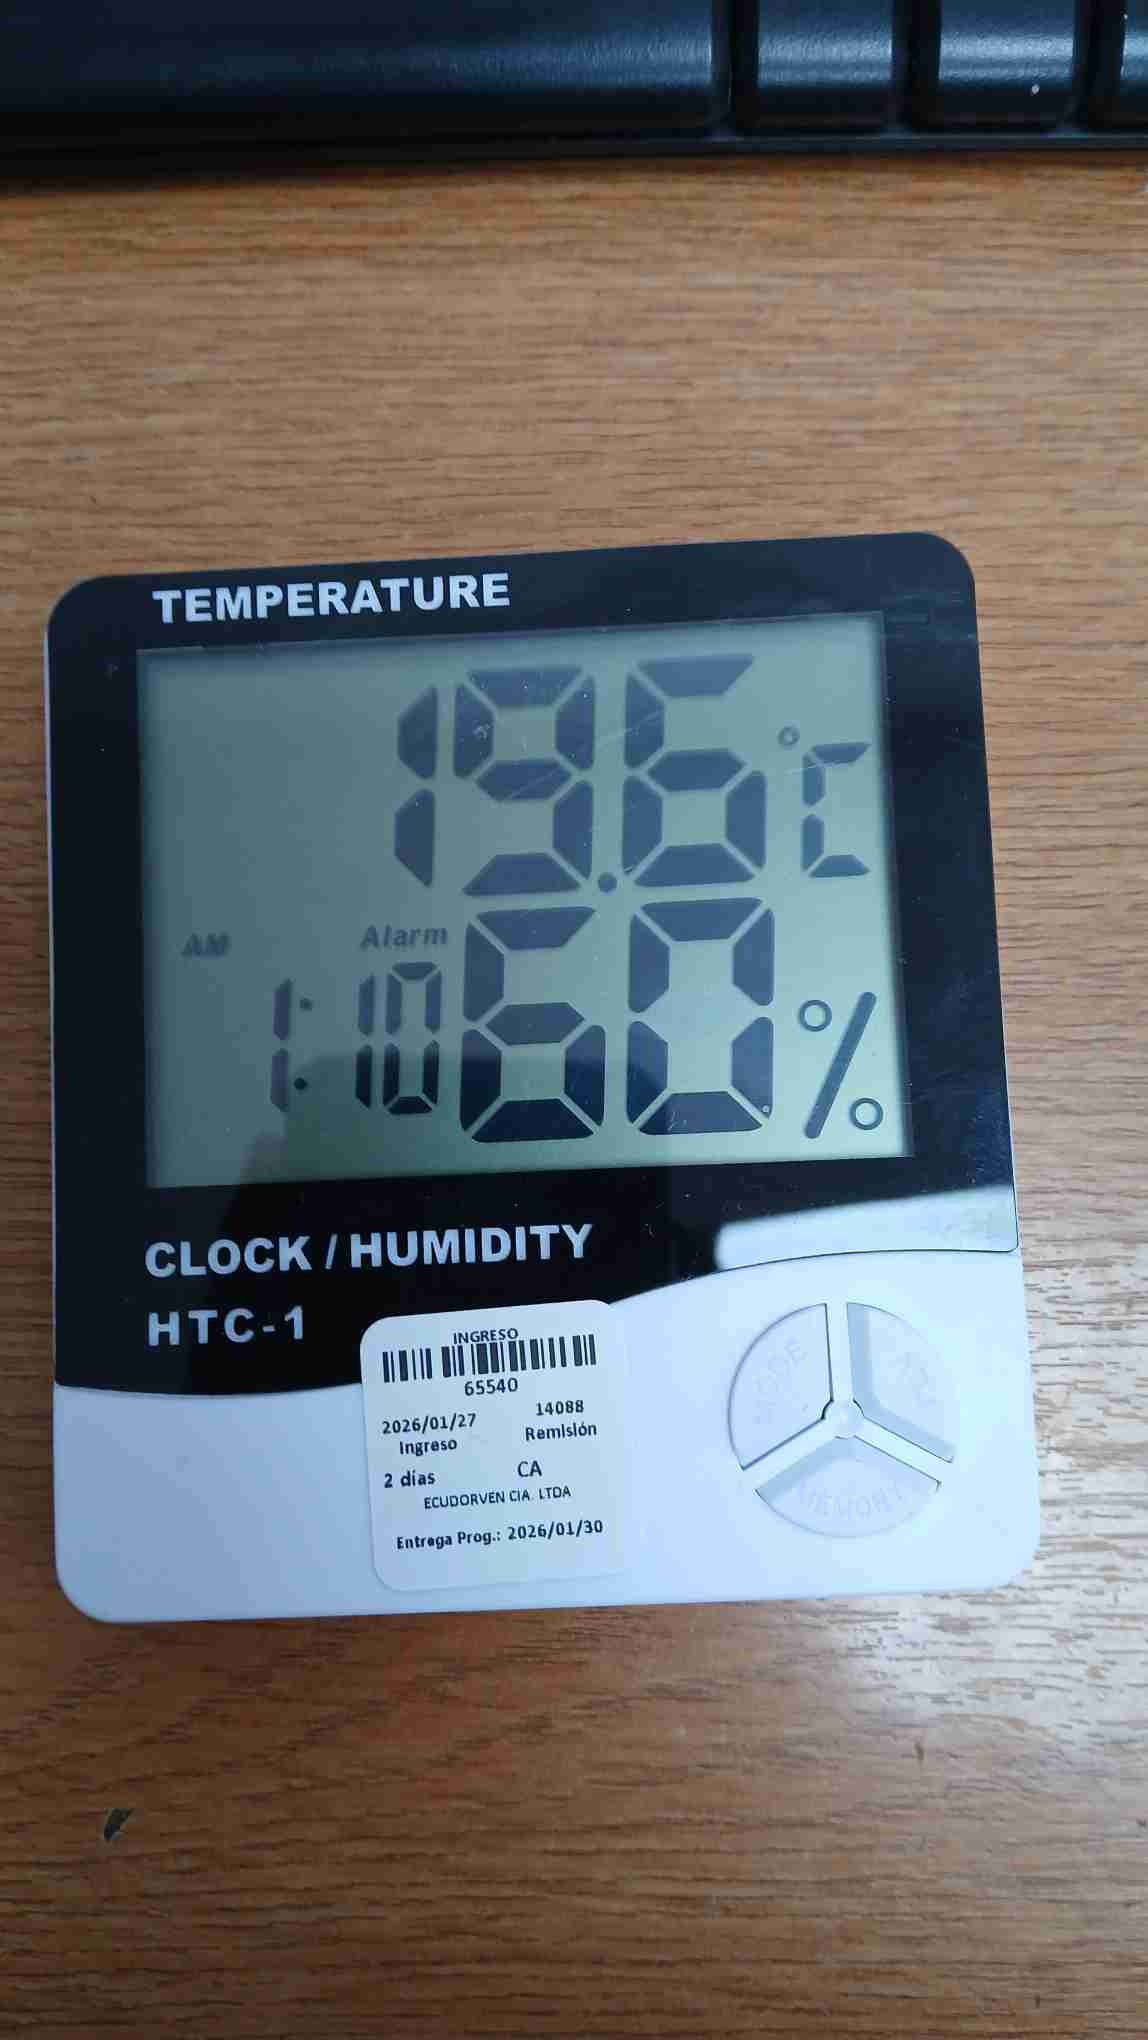 TEMPERATURE
19.6 °C
AM Alarm
1:10 60 %
CLOCK / HUMIDITY
HTC-1
INGRESO
65540
2026/01/27 14088
Ingreso Remisión
2 días CA
ECUDORVEN CIA. LTDA
Entrega Prog.: 2026/01/30
MODE
MEMORY